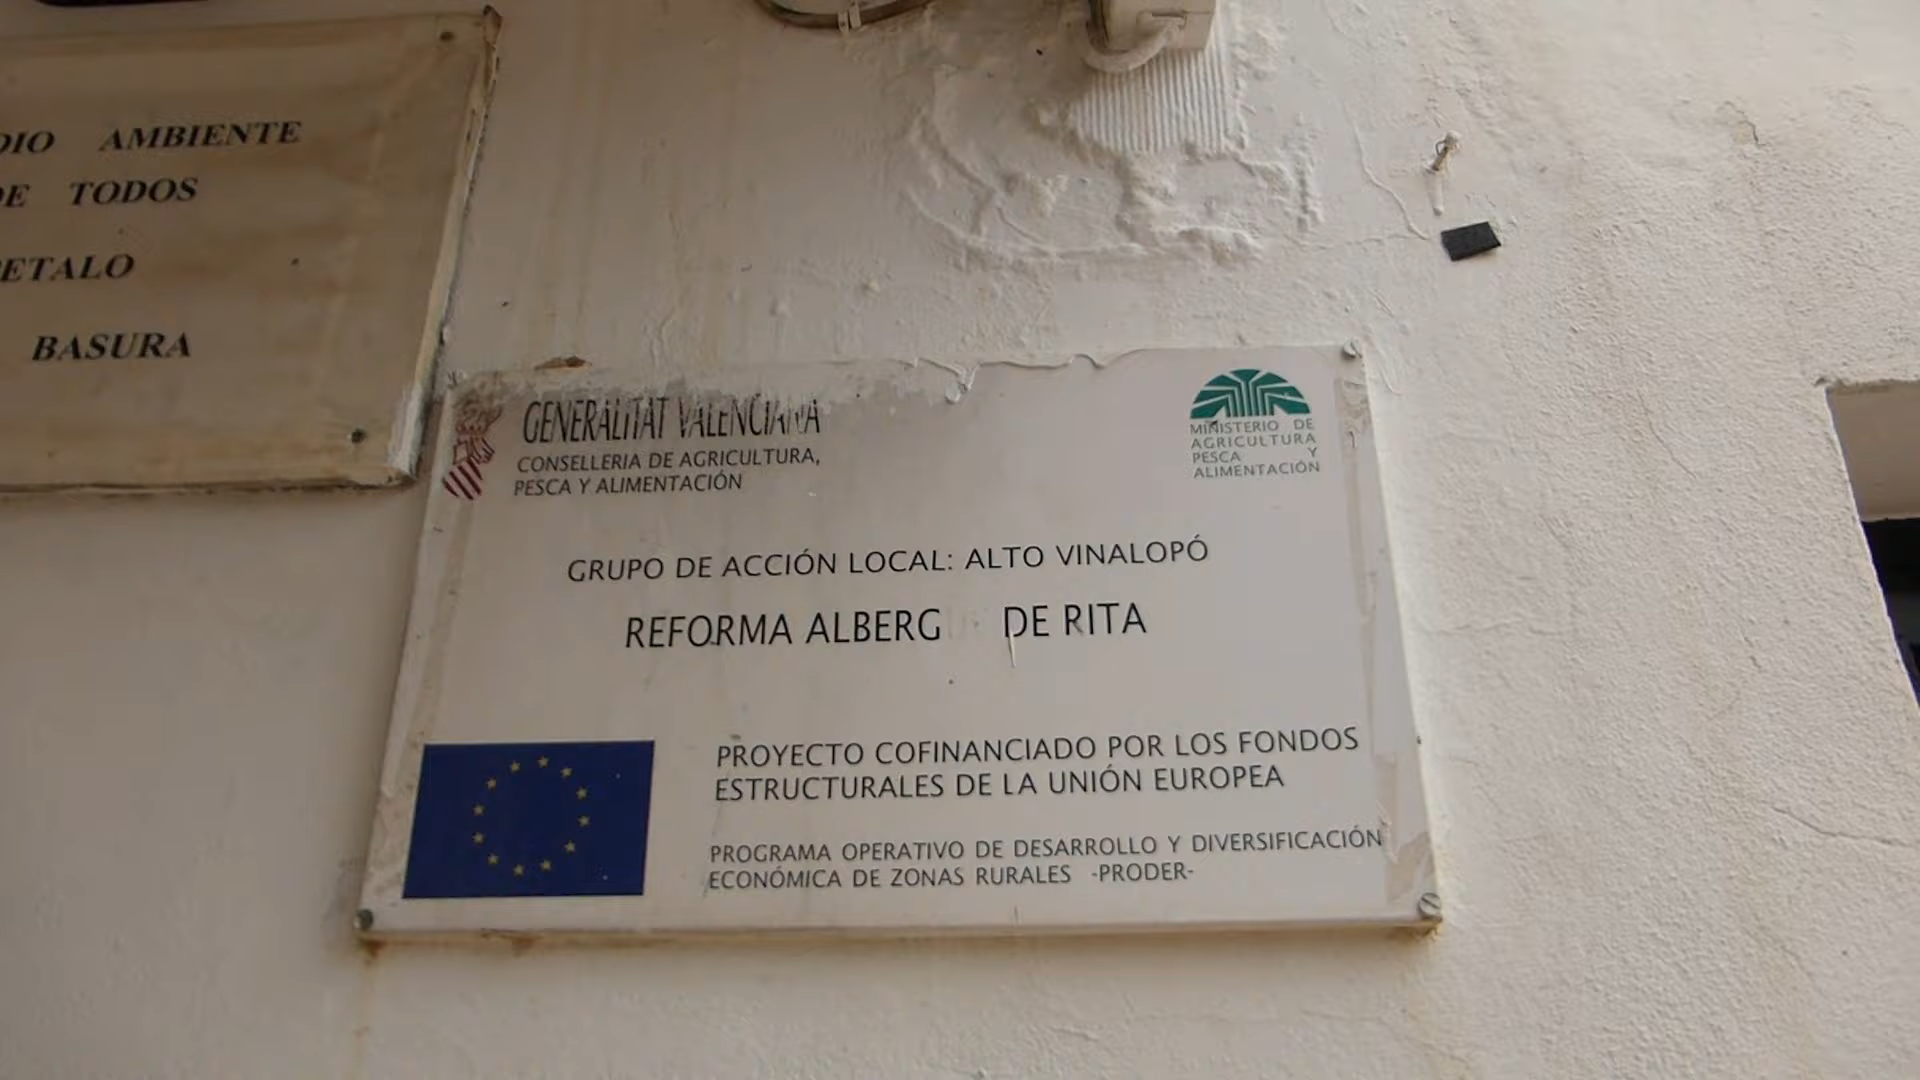 DIO AMBIENTE
DE TODOS
ETALO
BASURA
GENERALITAT VALENCIANA
CONSELLERIA DE AGRICULTURA,
PESCA Y ALIMENTACIÓN
MINISTERIO DE
AGRICULTURA
PESCA Y
ALIMENTACIÓN
GRUPO DE ACCIÓN LOCAL: ALTO VINALOPÓ
REFORMA ALBERG DE RITA
PROYECTO COFINANCIADO POR LOS FONDOS
ESTRUCTURALES DE LA UNIÓN EUROPEA
PROGRAMA OPERATIVO DE DESARROLLO Y DIVERSIFICACIÓN
ECONÓMICA DE ZONAS RURALES -PRODER-